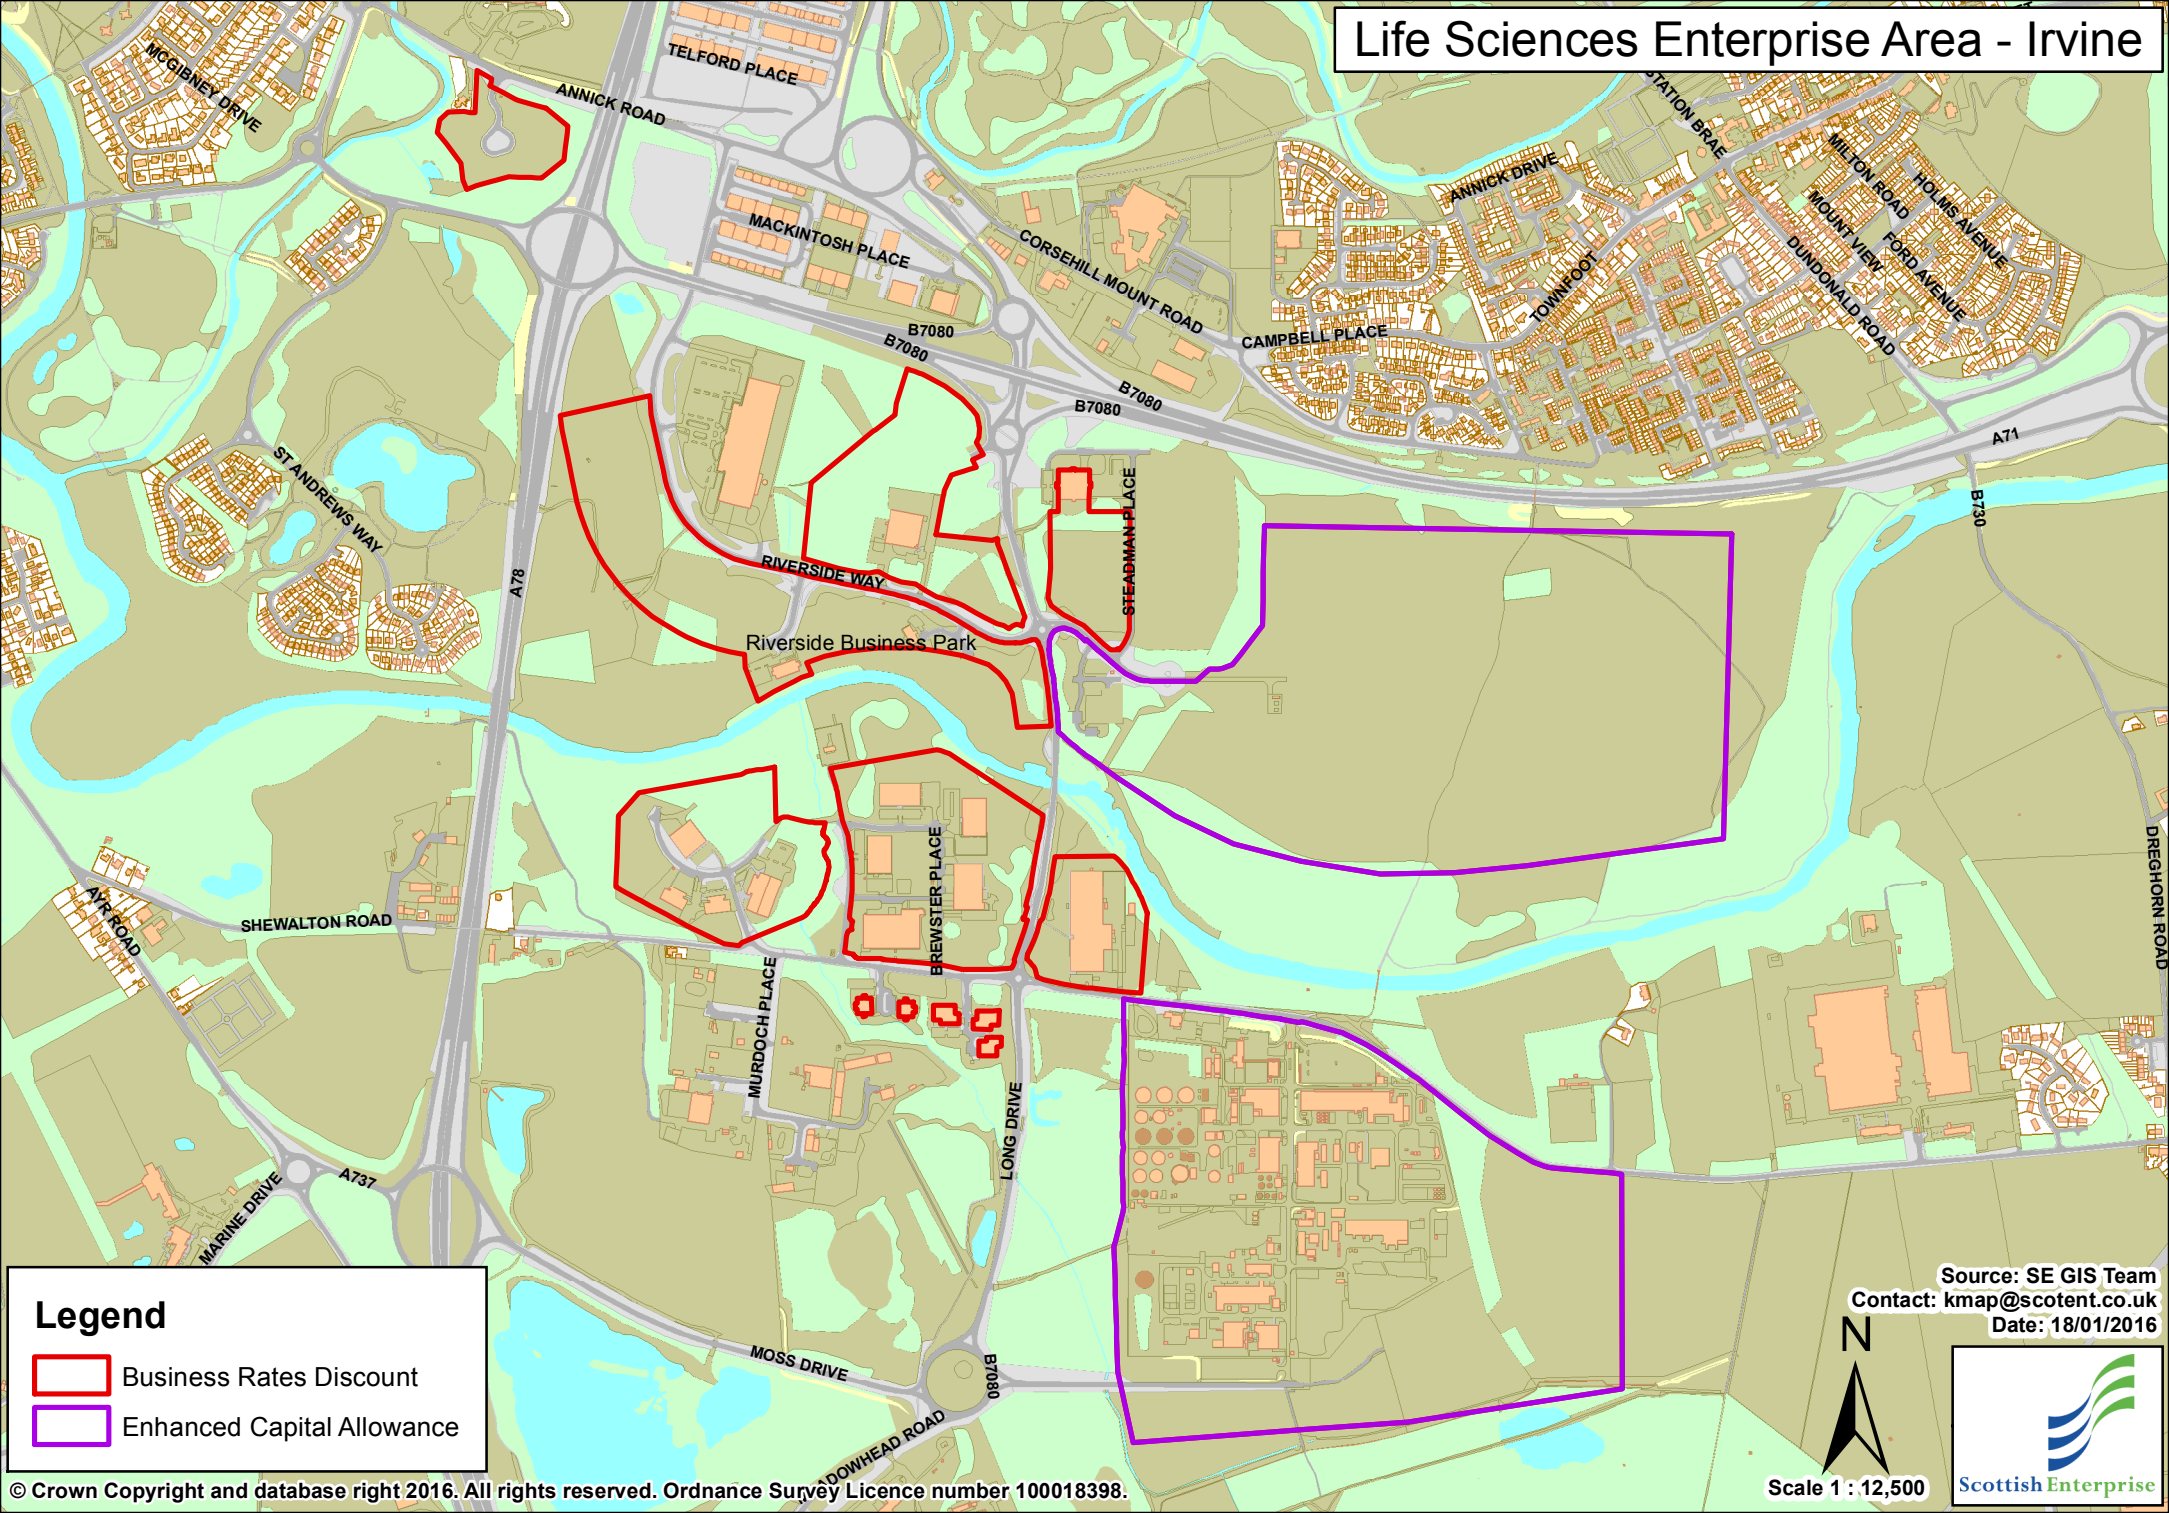 Life Sciences Enterprise Area - Irvine
MCGIBNEY DRIVE
TELFORD PLACE
ANNICK ROAD
STATION BRAE
MILTON ROAD
HOLMS AVENUE
ANNICK DRIVE
MOUNT VIEW
FORD AVENUE
DUNDONALD ROAD
MACKINTOSH PLACE
CORSEHILL MOUNT ROAD
TOWNFOOT
CAMPBELL PLACE
B7080
B7080
B7080
B7080
A71
B730
ST ANDREWS WAY
A78
STEADMAN PLACE
RIVERSIDE WAY
Riverside Business Park
BREWSTER PLACE
DREGHORN ROAD
AYR ROAD
SHEWALTON ROAD
MURDOCH PLACE
LONG DRIVE
A737
MARINE DRIVE
MOSS DRIVE
B7080
ROAD
Legend
Business Rates Discount
Enhanced Capital Allowance
Source: SE GIS Team
Contact: kmap@scotent.co.uk
Date: 18/01/2016
N
Scale 1 : 12,500
Scottish Enterprise
© Crown Copyright and database right 2016. All rights reserved. Ordnance Survey Licence number 100018398.